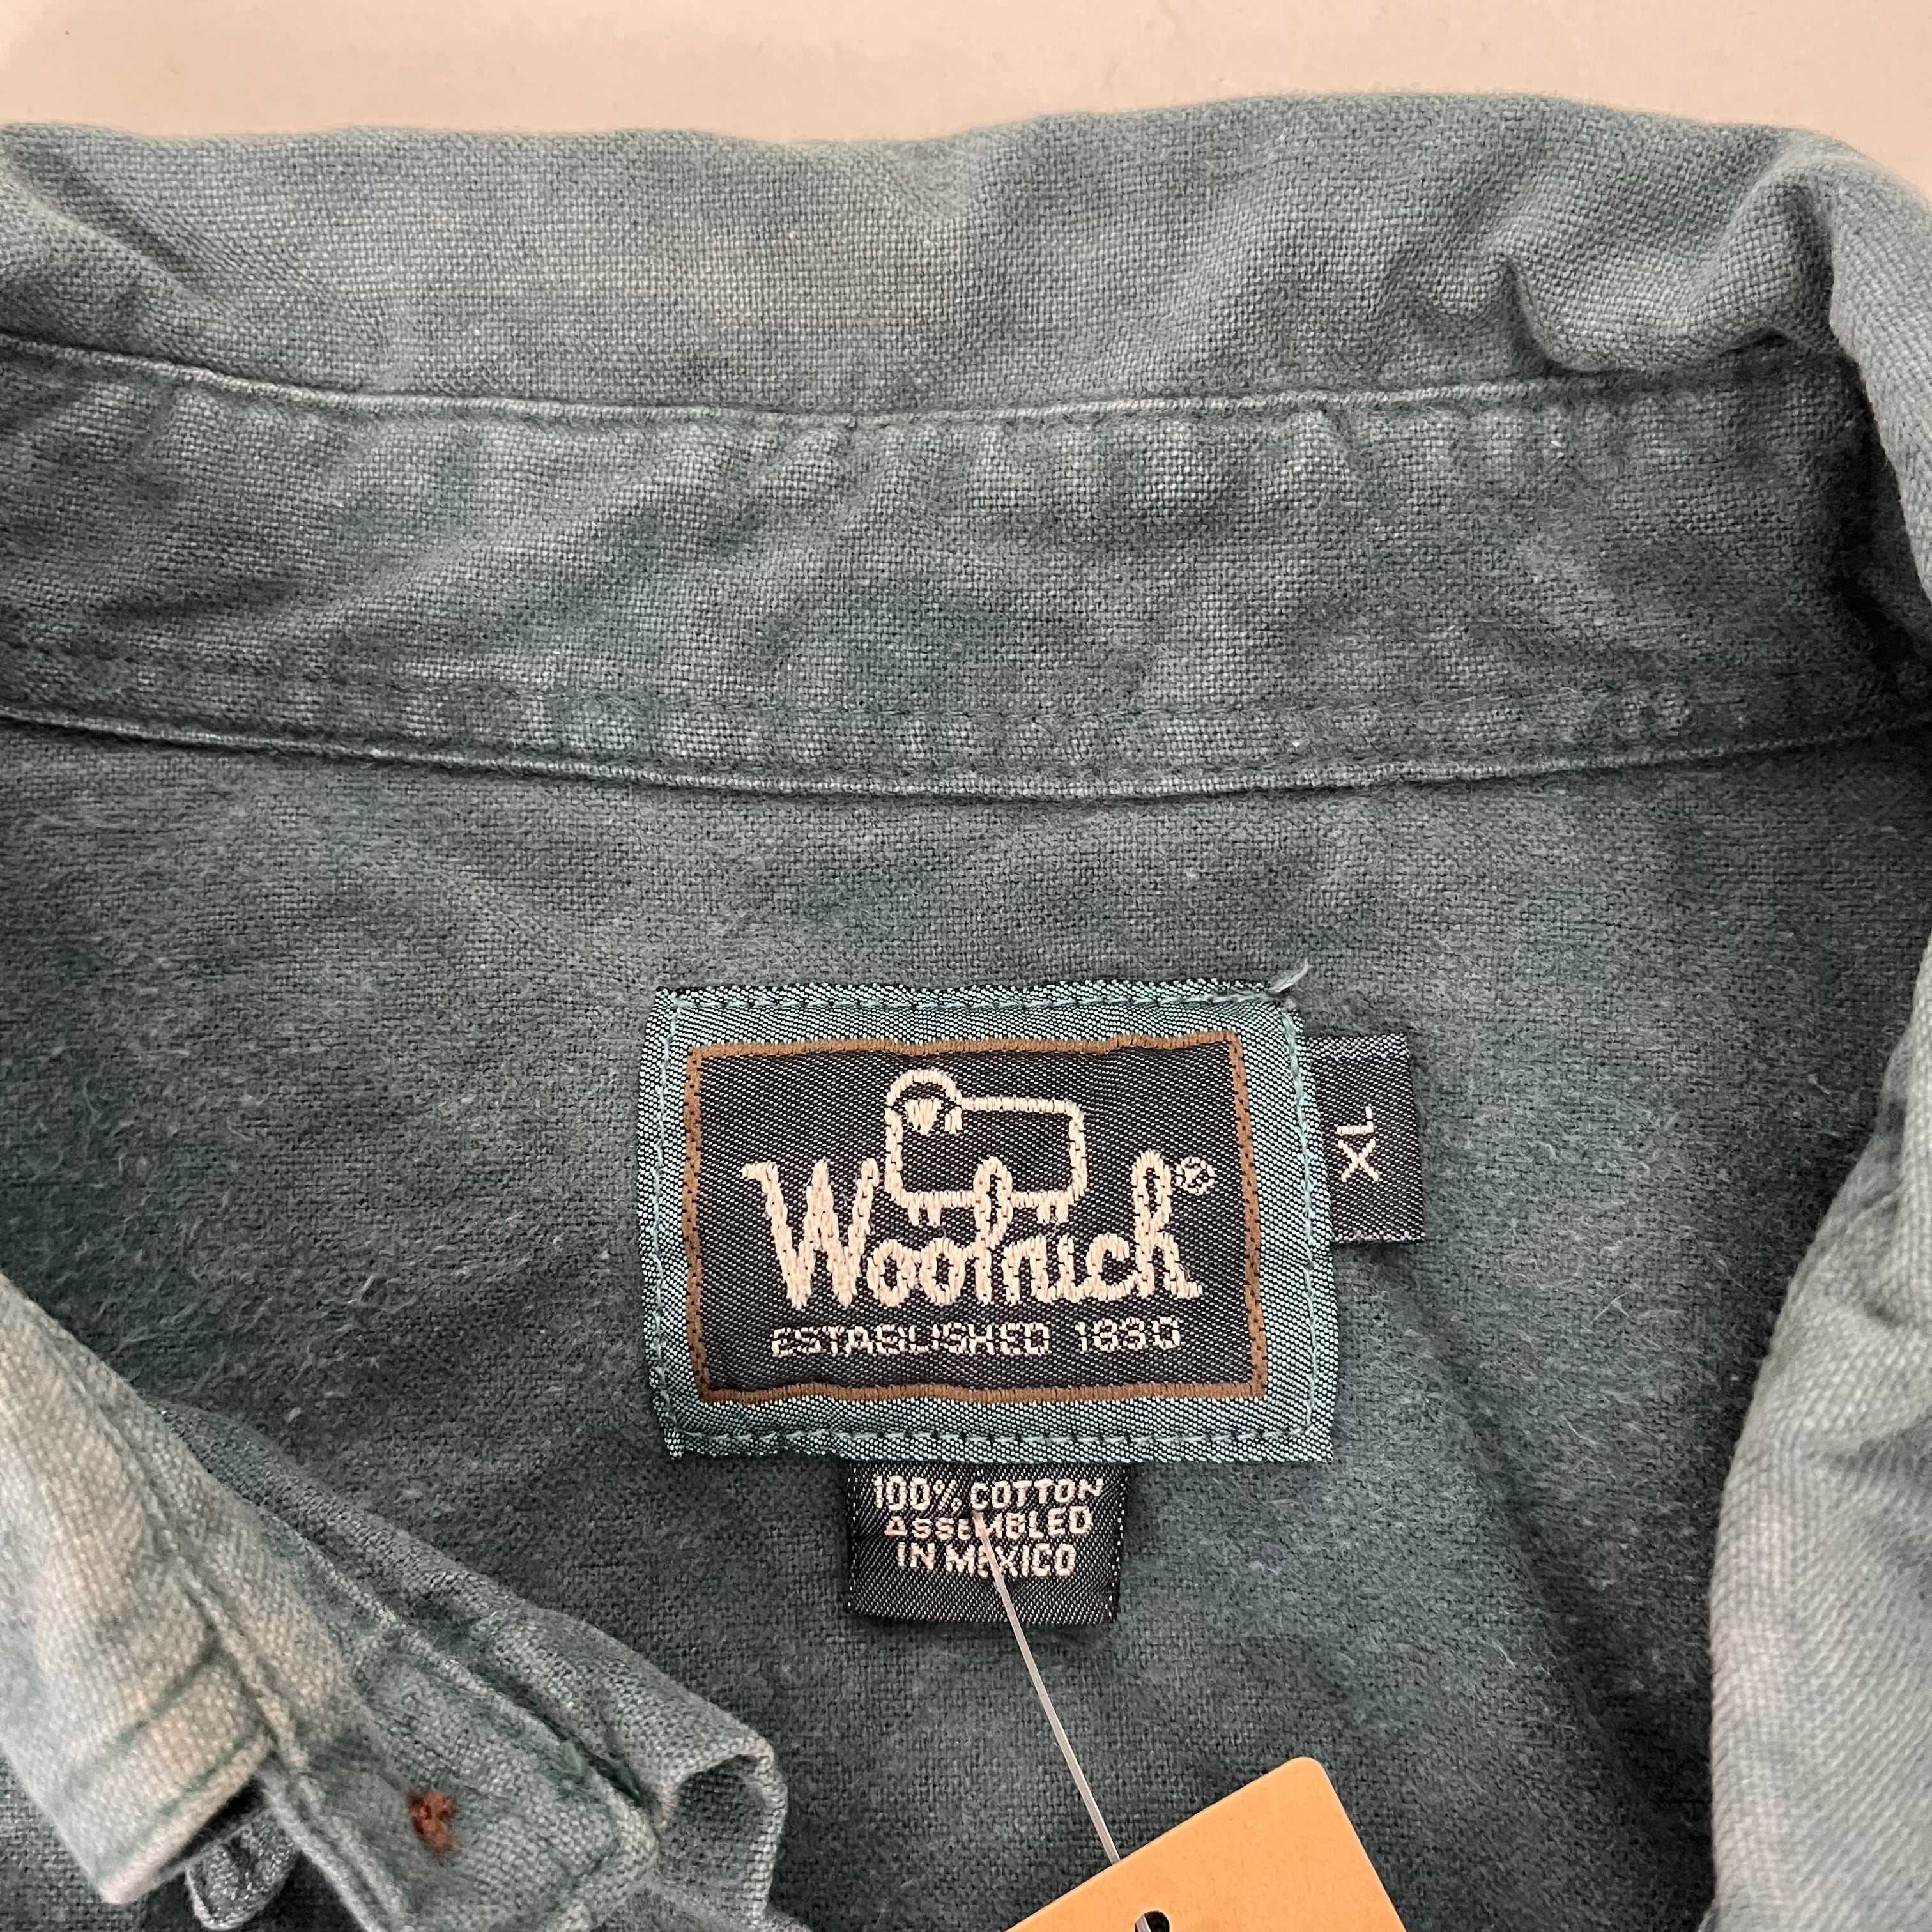 Woolrich®
ESTABLISHED 1830
XL
100% COTTON
ASSEMBLED
IN MEXICO